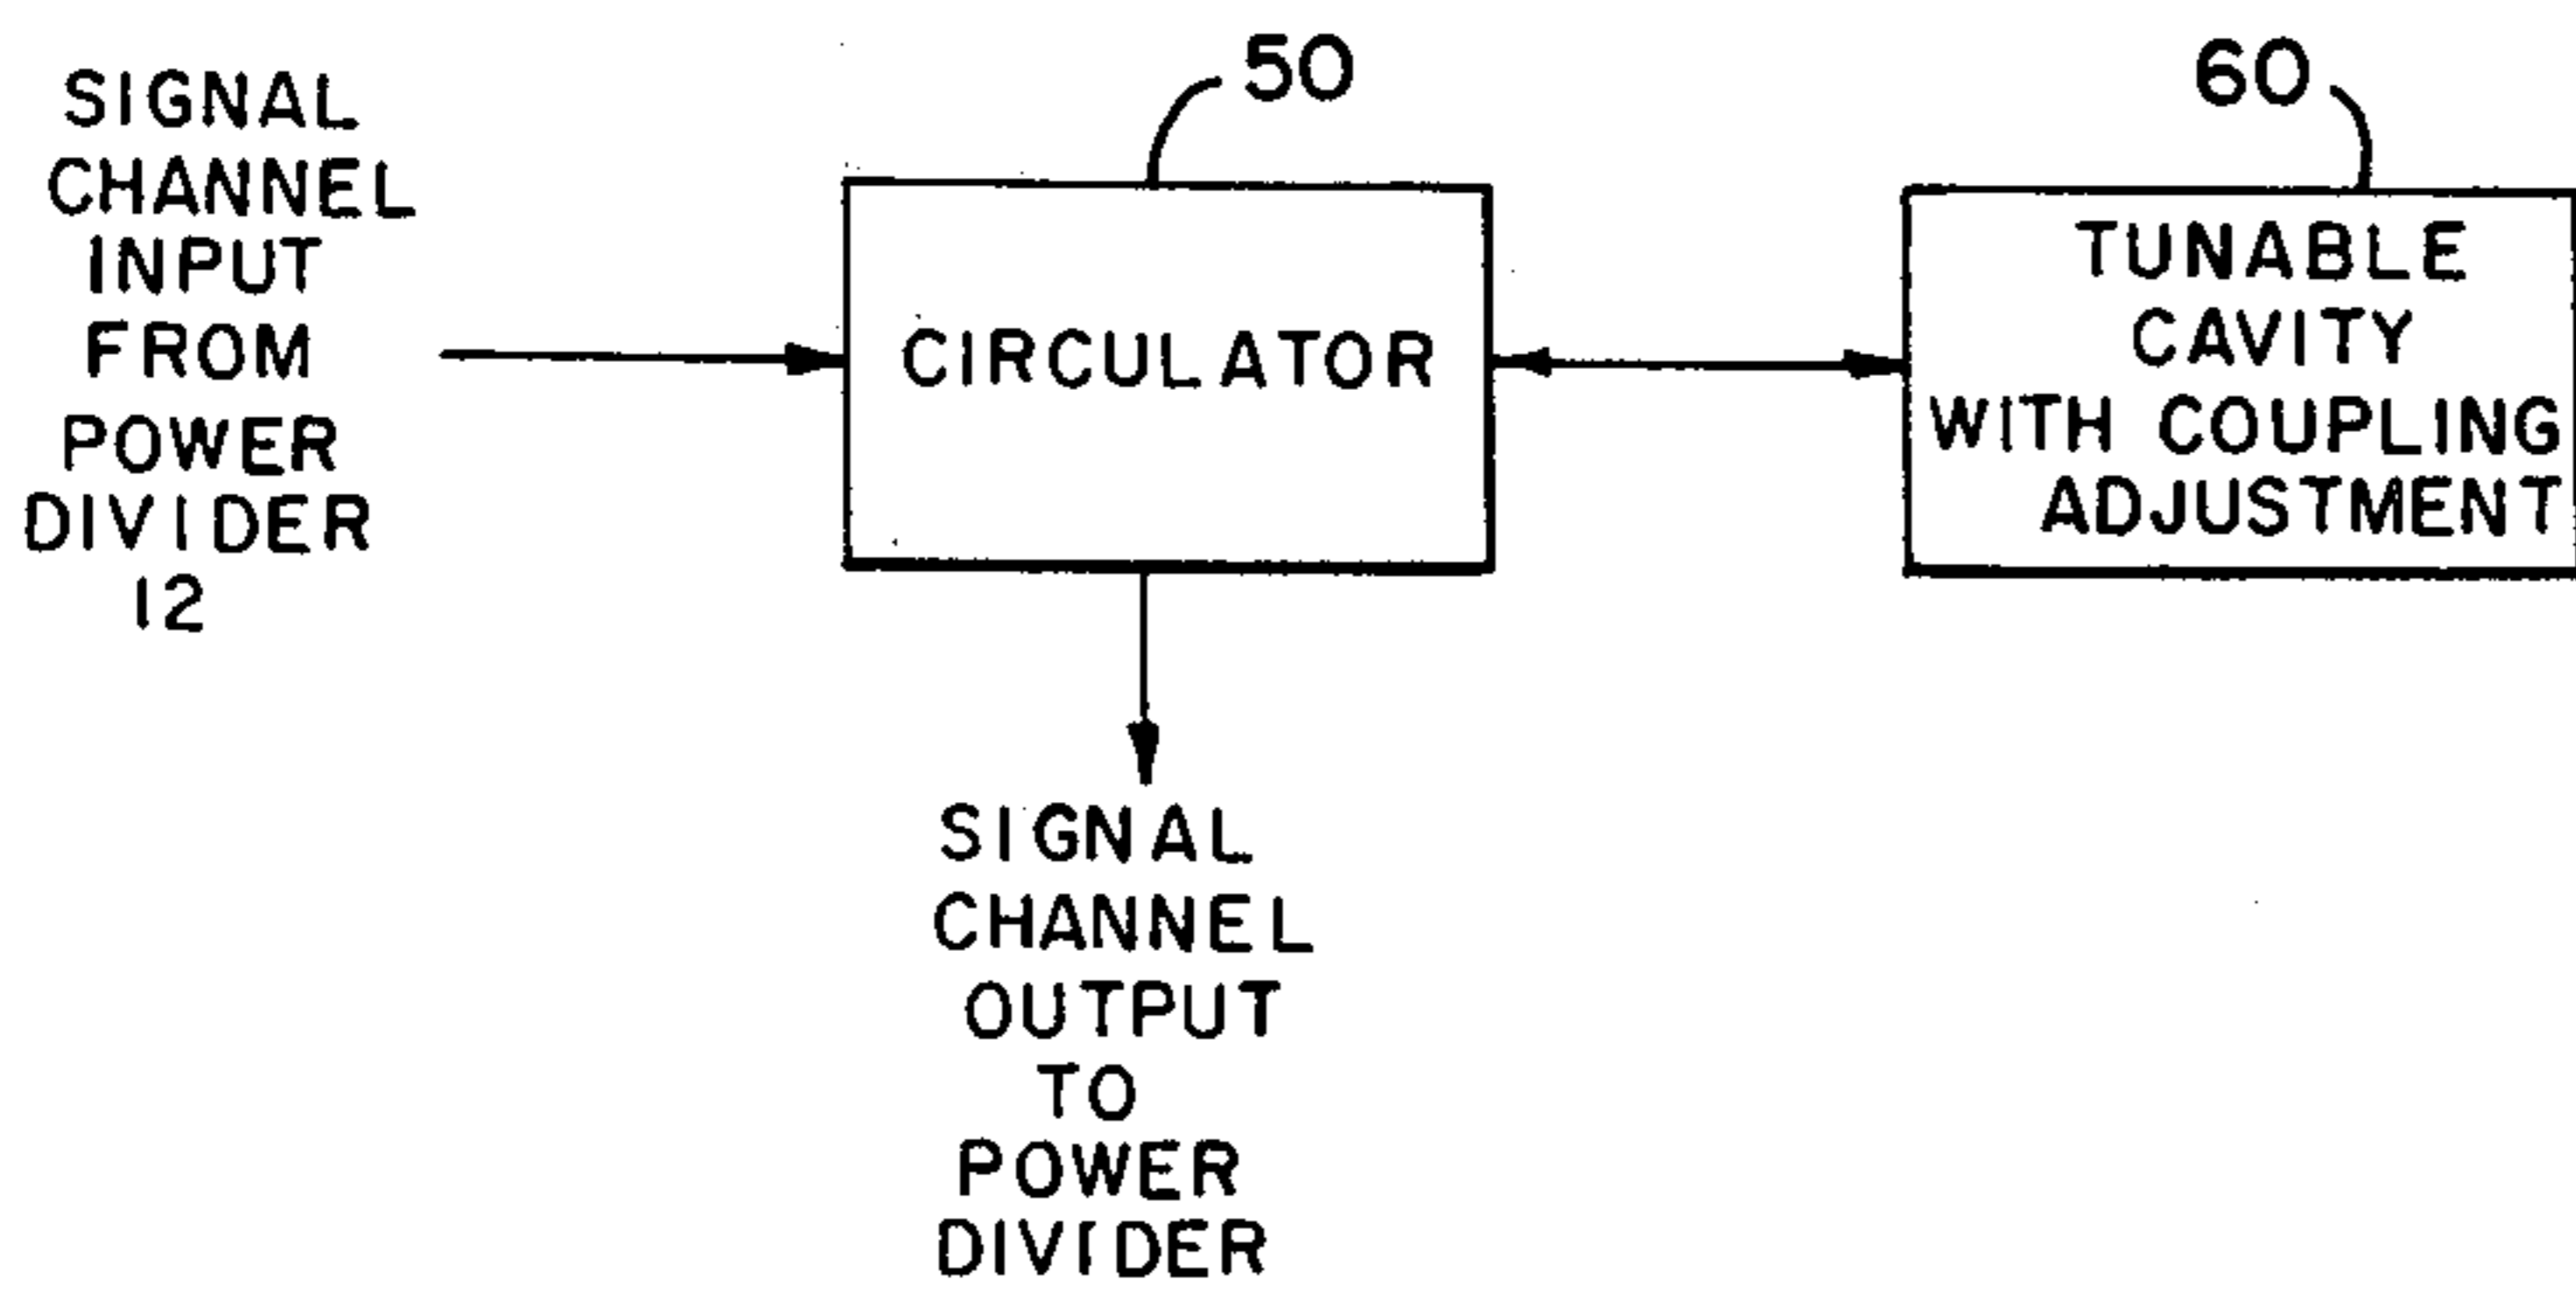 SIGNAL
CHANNEL
INPUT
FROM
POWER
DIVIDER
12
50
CIRCULATOR
60
TUNABLE
CAVITY
WITH COUPLING
ADJUSTMENT
SIGNAL
CHANNEL
OUTPUT
TO
POWER
DIVIDER